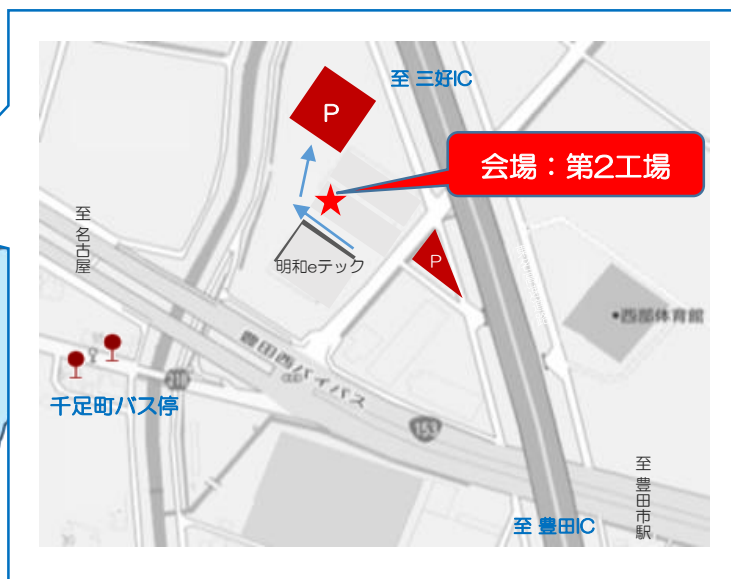 至 三好IC
P
会場：第2工場
至 名古屋
明和eテック
P
西部体育館
豊田西バイパス
310
千足町バス停
153
至 豊田市駅
至 豊田IC
30